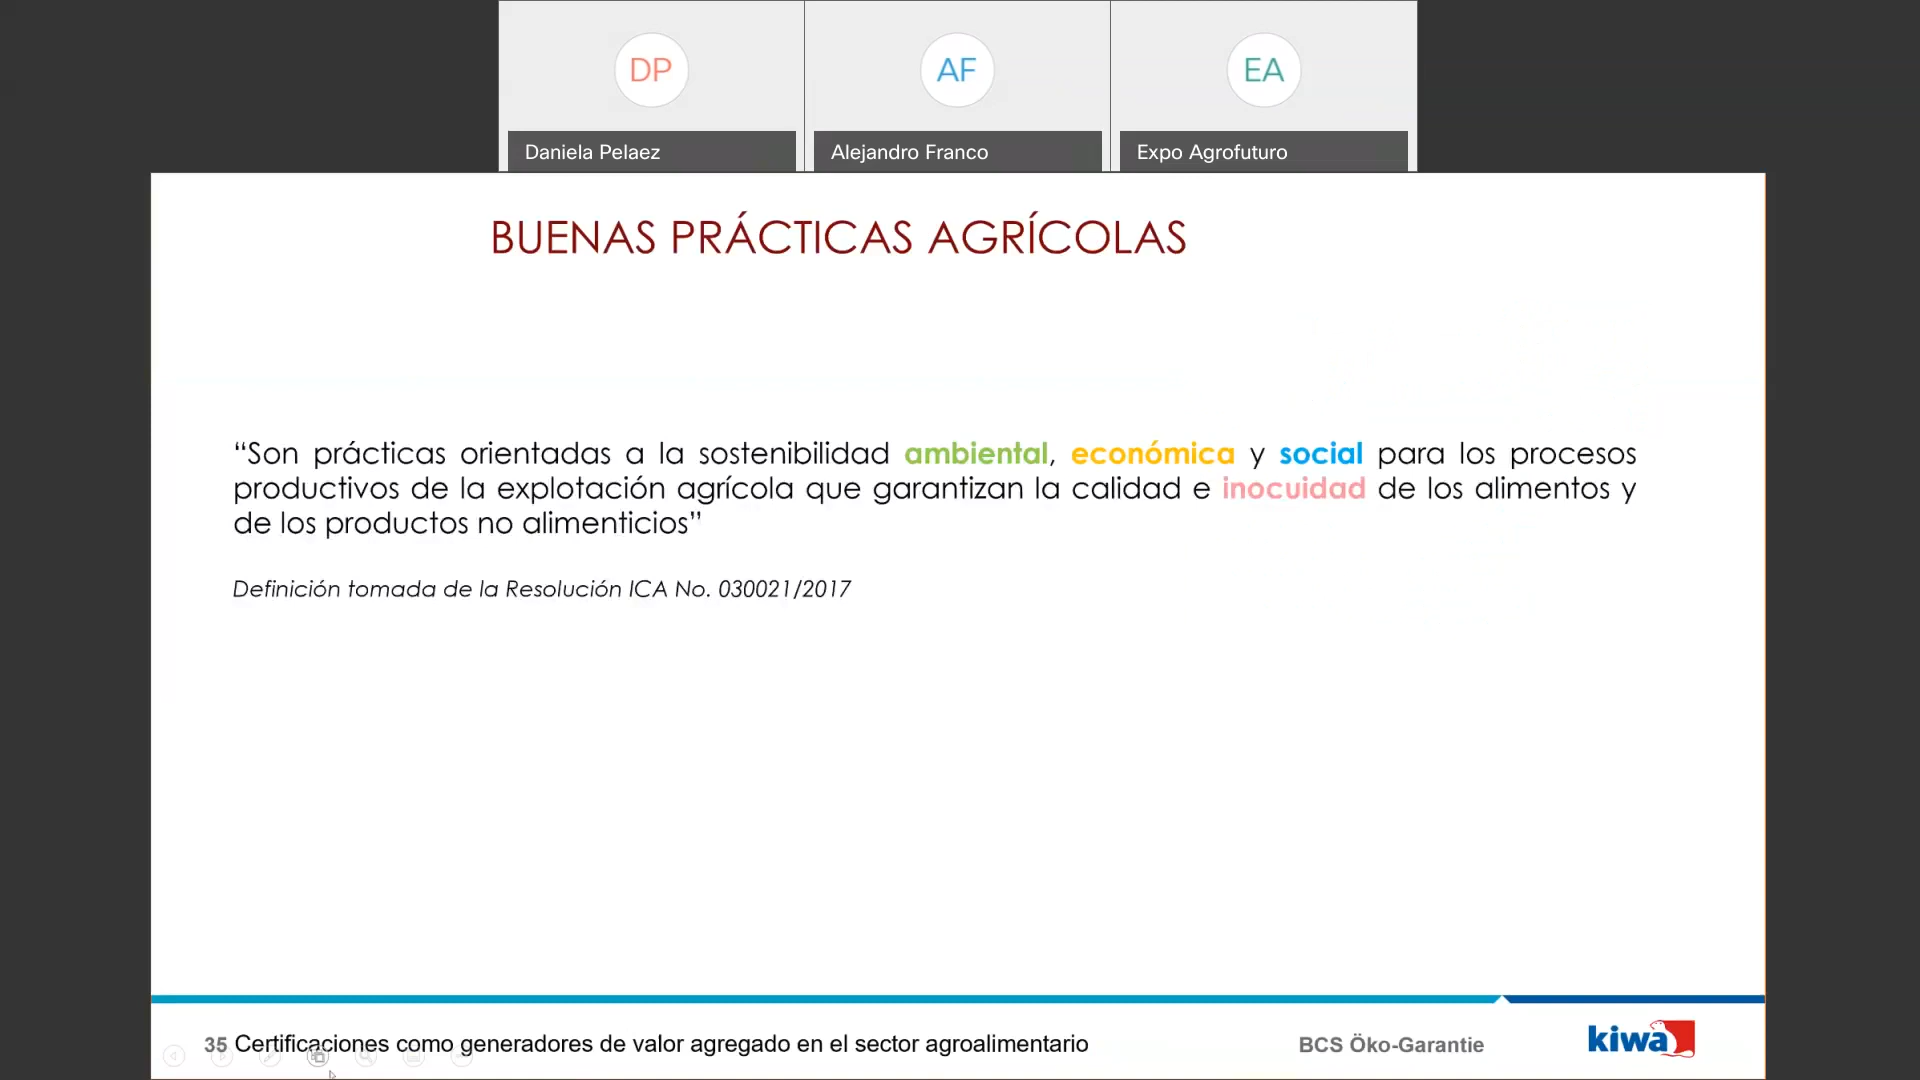 DP
AF
EA
Daniela Pelaez
Alejandro Franco
Expo Agrofuturo
BUENAS PRÁCTICAS AGRÍCOLAS
“Son prácticas orientadas a la sostenibilidad ambiental, económica y social para los procesos
productivos de la explotación agrícola que garantizan la calidad e inocuidad de los alimentos y
de los productos no alimenticios”
Definición tomada de la Resolución ICA No. 030021/2017
35 Certificaciones como generadores de valor agregado en el sector agroalimentario
BCS Öko-Garantie
kiwa